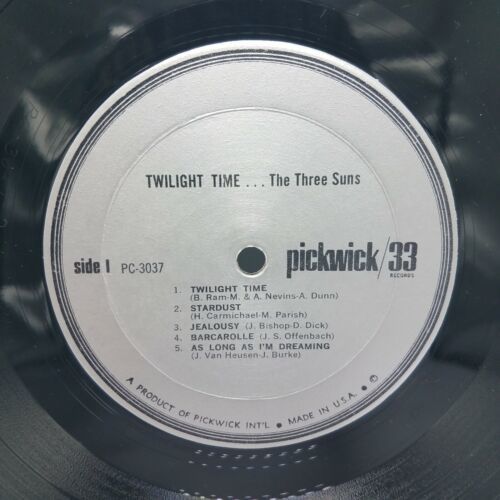 TWILIGHT TIME . . . The Three Suns
side I PC-3037
pickwick/33
RECORDS
1. TWILIGHT TIME
(B. Ram-M. & A. Nevins-A. Dunn)
2. STARDUST
(H. Carmichael-M. Parish)
3. JEALOUSY (J. Bishop-D. Dick)
4. BARCAROLLE (J. S. Offenbach)
5. AS LONG AS I'M DREAMING
(J. Van Heusen-J. Burke)
A PRODUCT OF PICKWICK INT'L • MADE IN U.S.A. • ©